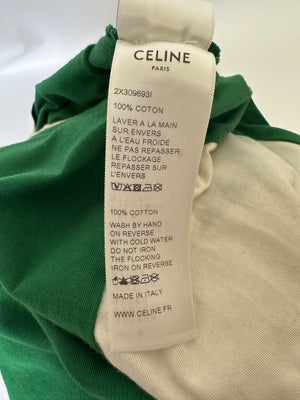 CELINE
PARIS
2X309693I
100% COTON
LAVER A LA MAIN
SUR ENVERS
A L'EAU FROIDE
NE PAS REPASSER
LE FLOCKAGE
REPASSER SUR
L'ENVERS
100% COTTON
WASH BY HAND
ON REVERSE
WITH COLD WATER
DO NOT IRON
THE FLOCKING
IRON ON REVERSE
MADE IN ITALY
WWW.CELINE.FR